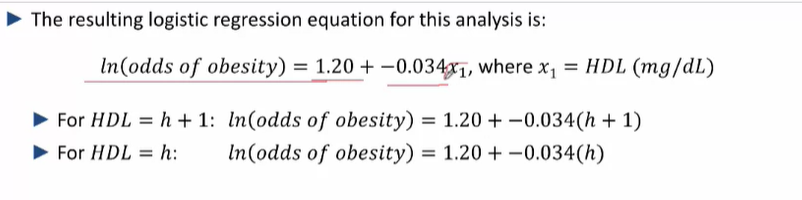 ▶ The resulting logistic regression equation for this analysis is:
ln(odds of obesity) = 1.20 + −0.034x₁, where x₁ = HDL (mg/dL)
▶ For HDL = h + 1: ln(odds of obesity) = 1.20 + −0.034(h + 1)
▶ For HDL = h: ln(odds of obesity) = 1.20 + −0.034(h)